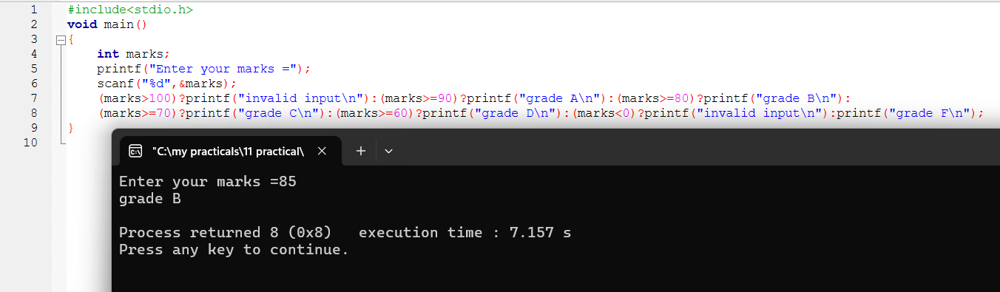 1 #include<stdio.h>
2 void main()
3 {
4 int marks;
5 printf("Enter your marks =");
6 scanf("%d",&marks);
7 (marks>100)?printf("invalid input\n"):(marks>=90)?printf("grade A\n"):(marks>=80)?printf("grade B\n"):
8 (marks>=70)?printf("grade C\n"):(marks>=60)?printf("grade D\n"):(marks<0)?printf("invalid input\n"):printf("grade F\n");
9 }
10
"C:\my practicals\11 practical\
Enter your marks =85
grade B
Process returned 8 (0x8) execution time : 7.157 s
Press any key to continue.